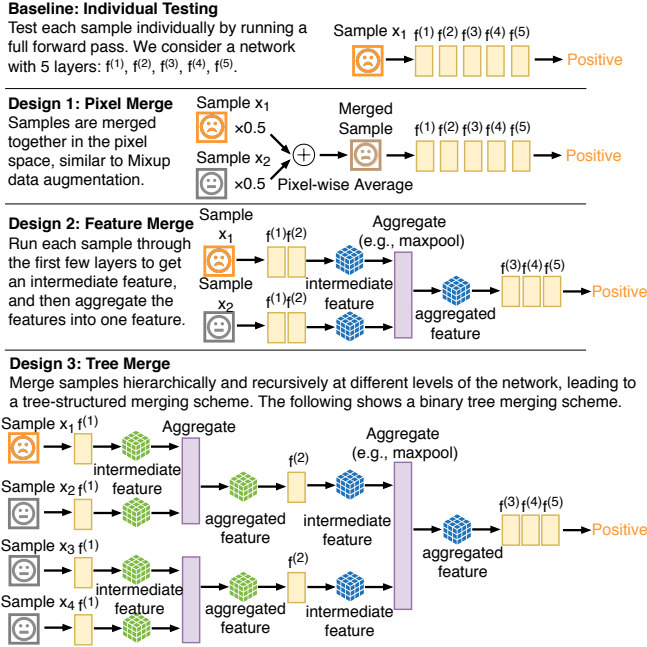 Baseline: Individual Testing
Test each sample individually by running a
full forward pass. We consider a network
with 5 layers: f(1), f(2), f(3), f(4), f(5).
Sample x1 f(1) f(2) f(3) f(4) f(5)
Positive
Design 1: Pixel Merge
Samples are merged
together in the pixel
space, similar to Mixup
data augmentation.
Sample x1
×0.5
Sample x2
×0.5
Pixel-wise Average
Merged
Sample
f(1) f(2) f(3) f(4) f(5)
Positive
Design 2: Feature Merge
Run each sample through
the first few layers to get
an intermediate feature,
and then aggregate the
features into one feature.
Sample
x1
f(1)f(2)
Sample
x2
f(1)f(2)
intermediate
feature
Aggregate
(e.g., maxpool)
aggregated
feature
f(3)f(4)f(5)
Positive
Design 3: Tree Merge
Merge samples hierarchically and recursively at different levels of the network, leading to
a tree-structured merging scheme. The following shows a binary tree merging scheme.
Sample x1 f(1)
intermediate
feature
Sample x2 f(1)
Aggregate
aggregated
feature
f(2)
intermediate
feature
Sample x3 f(1)
intermediate
feature
Sample x4 f(1)
aggregated
feature
f(2)
intermediate
feature
Aggregate
(e.g., maxpool)
aggregated
feature
f(3)f(4)f(5)
Positive